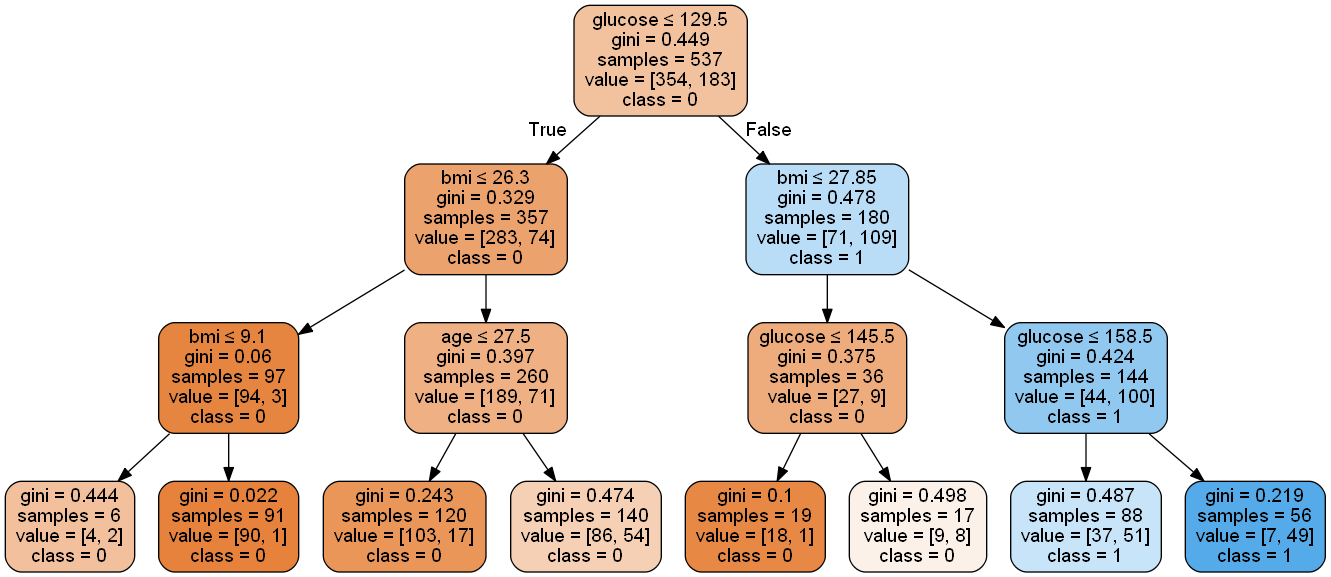 glucose ≤ 129.5
gini = 0.449
samples = 537
value = [354, 183]
class = 0
True
False
bmi ≤ 26.3
gini = 0.329
samples = 357
value = [283, 74]
class = 0
bmi ≤ 27.85
gini = 0.478
samples = 180
value = [71, 109]
class = 1
bmi ≤ 9.1
gini = 0.06
samples = 97
value = [94, 3]
class = 0
age ≤ 27.5
gini = 0.397
samples = 260
value = [189, 71]
class = 0
glucose ≤ 145.5
gini = 0.375
samples = 36
value = [27, 9]
class = 0
glucose ≤ 158.5
gini = 0.424
samples = 144
value = [44, 100]
class = 1
gini = 0.444
samples = 6
value = [4, 2]
class = 0
gini = 0.022
samples = 91
value = [90, 1]
class = 0
gini = 0.243
samples = 120
value = [103, 17]
class = 0
gini = 0.474
samples = 140
value = [86, 54]
class = 0
gini = 0.1
samples = 19
value = [18, 1]
class = 0
gini = 0.498
samples = 17
value = [9, 8]
class = 0
gini = 0.487
samples = 88
value = [37, 51]
class = 1
gini = 0.219
samples = 56
value = [7, 49]
class = 1